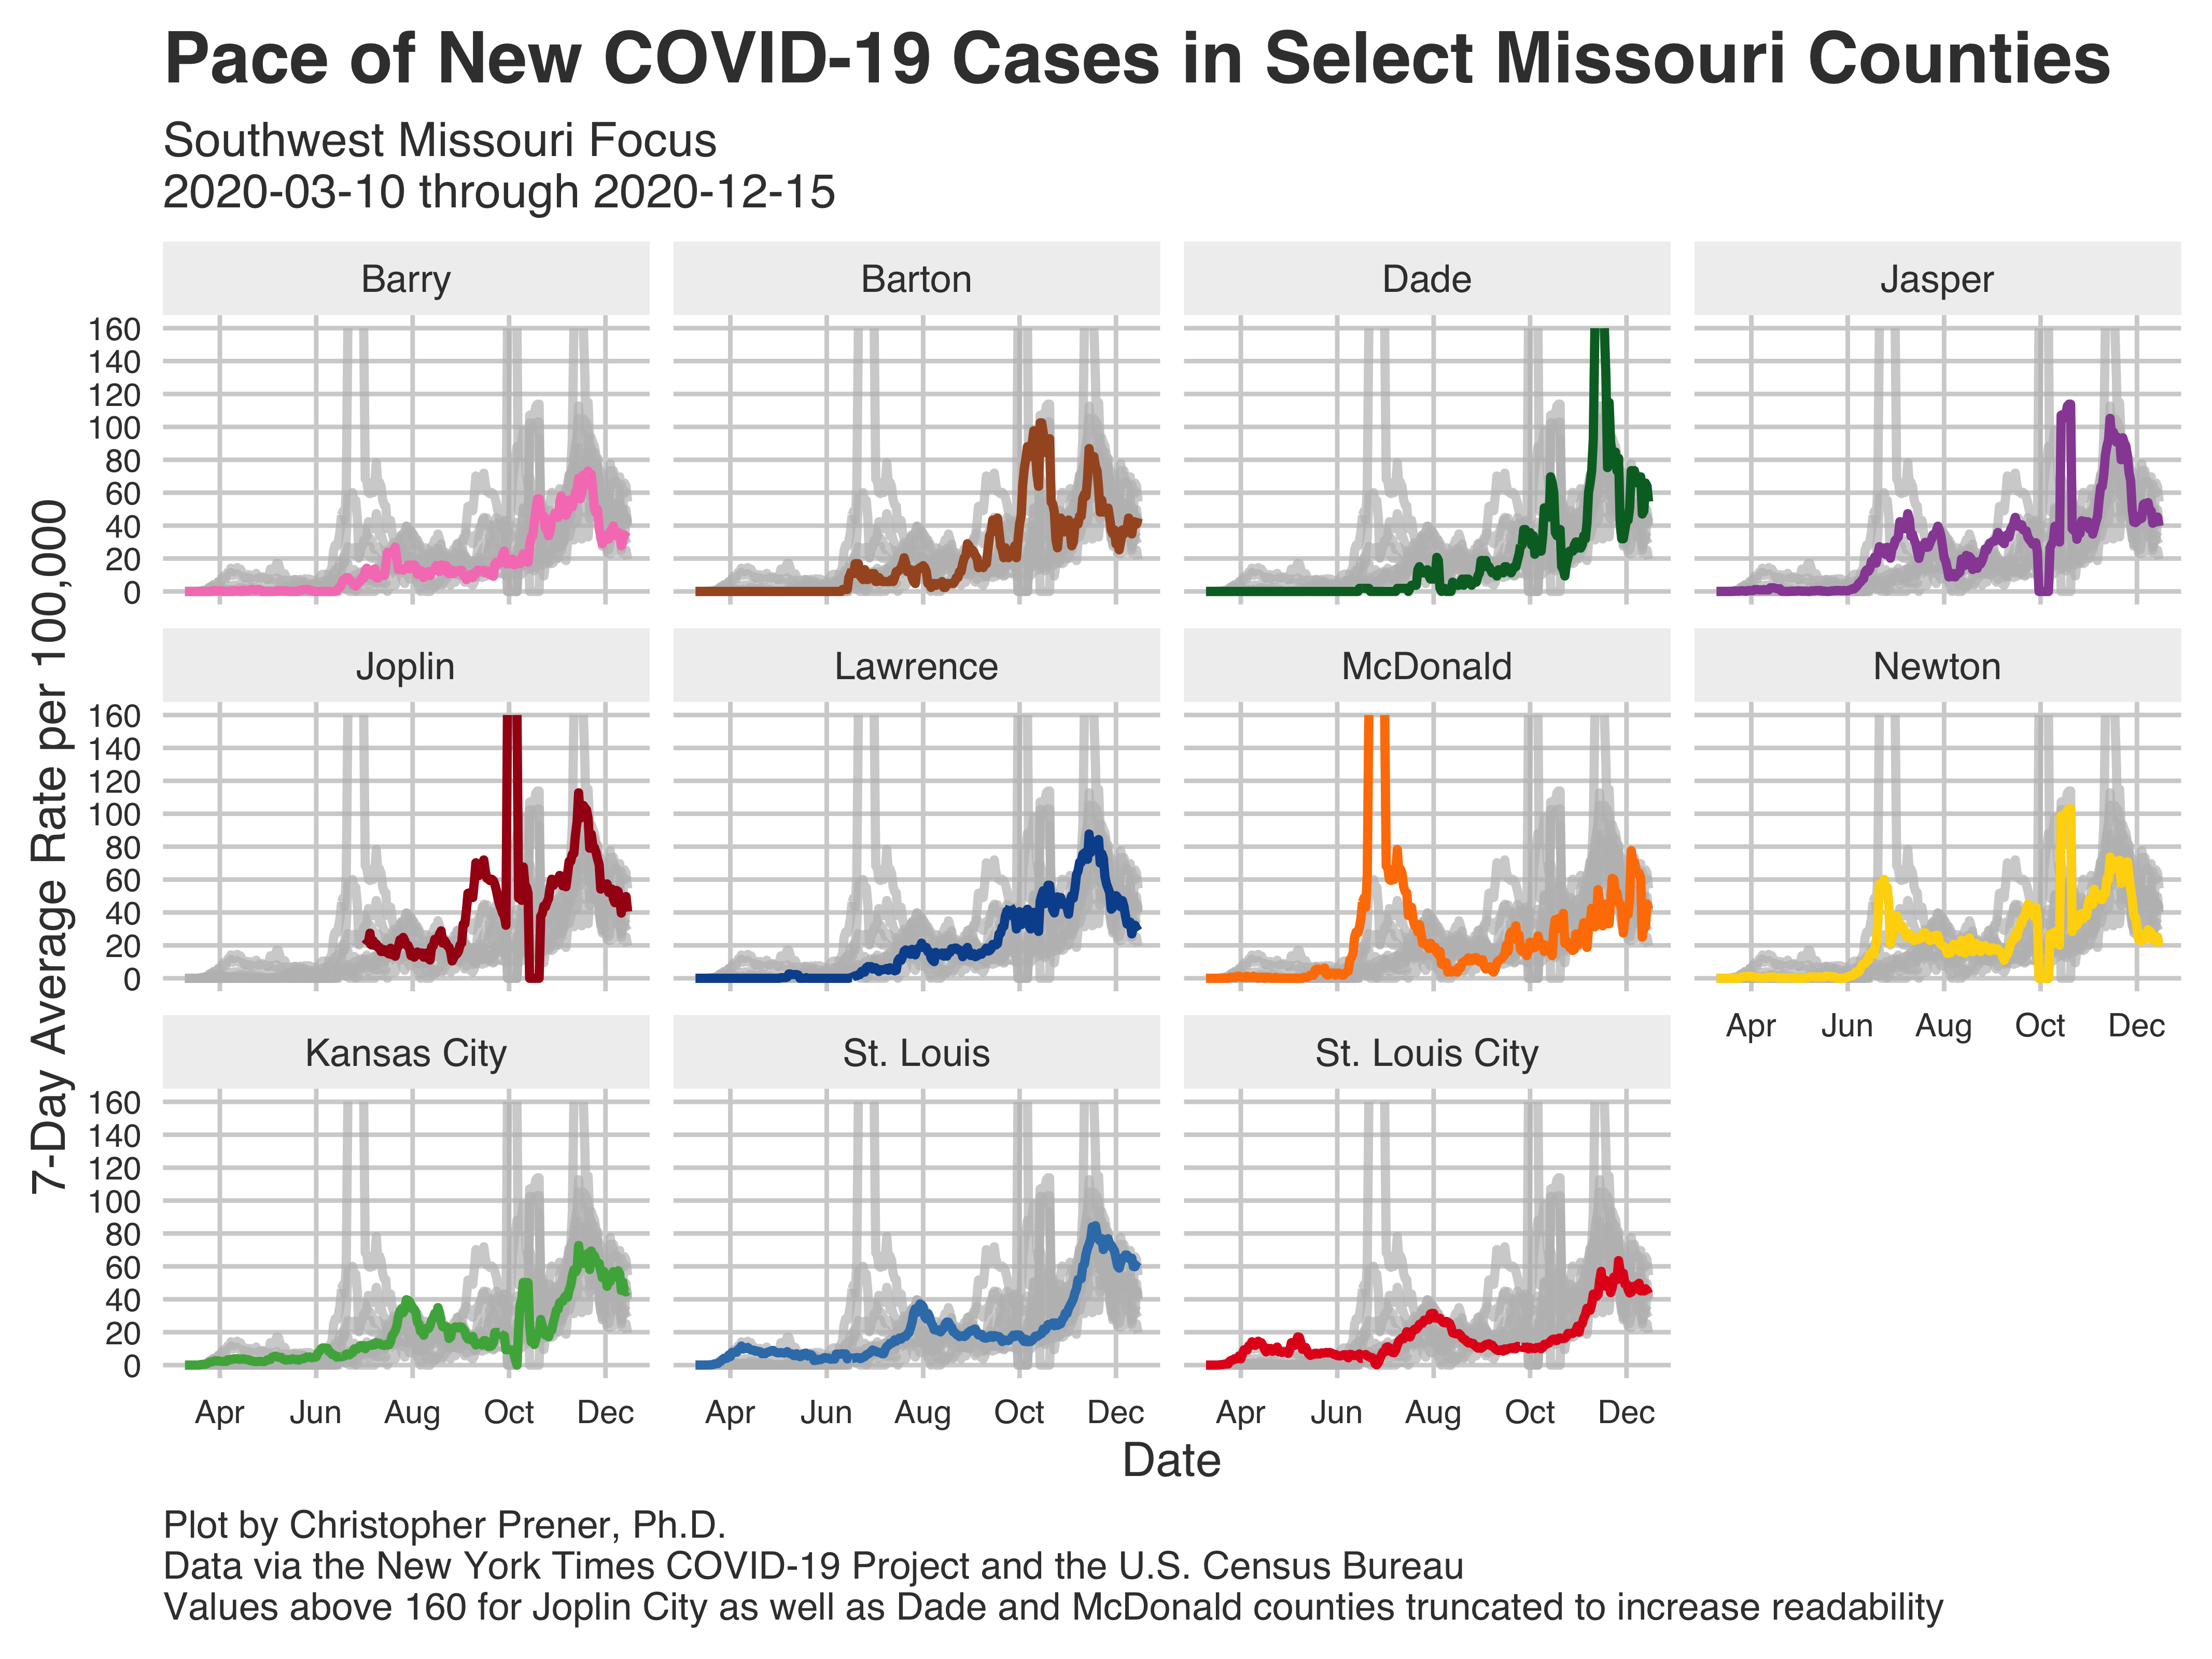 Pace of New COVID-19 Cases in Select Missouri Counties
Southwest Missouri Focus
2020-03-10 through 2020-12-15
7-Day Average Rate per 100,000
Barry
Barton
Dade
Jasper
160
140
120
100
80
60
40
20
0
Joplin
Lawrence
McDonald
Newton
160
140
120
100
80
60
40
20
0
Apr Jun Aug Oct Dec
Kansas City
St. Louis
St. Louis City
160
140
120
100
80
60
40
20
0
Apr Jun Aug Oct Dec
Apr Jun Aug Oct Dec
Apr Jun Aug Oct Dec
Date
Plot by Christopher Prener, Ph.D.
Data via the New York Times COVID-19 Project and the U.S. Census Bureau
Values above 160 for Joplin City as well as Dade and McDonald counties truncated to increase readability